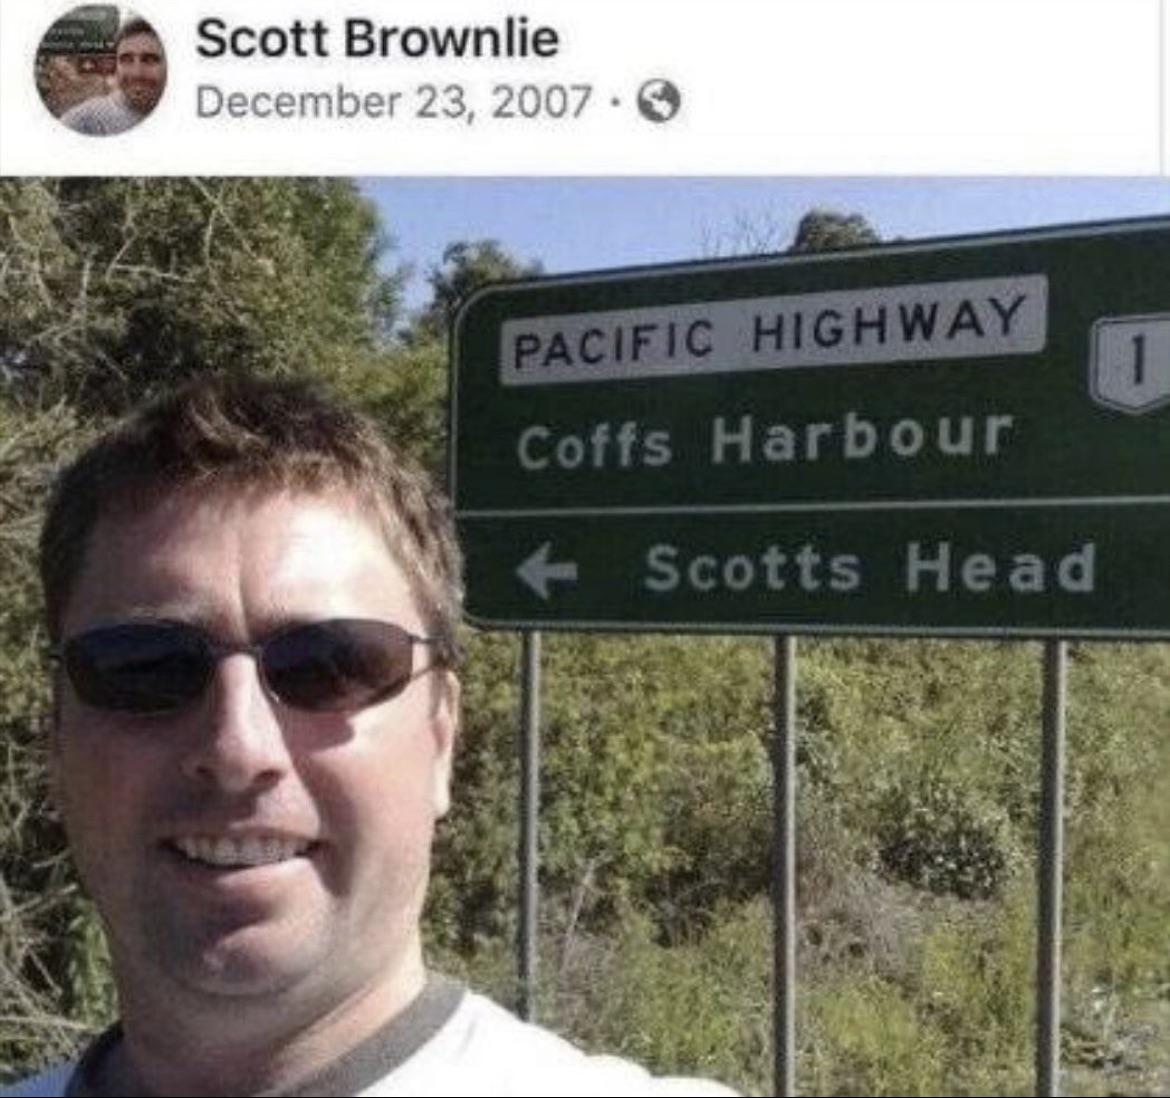 Scott Brownlie
December 23, 2007 ·
PACIFIC HIGHWAY
1
Coffs Harbour
← Scotts Head